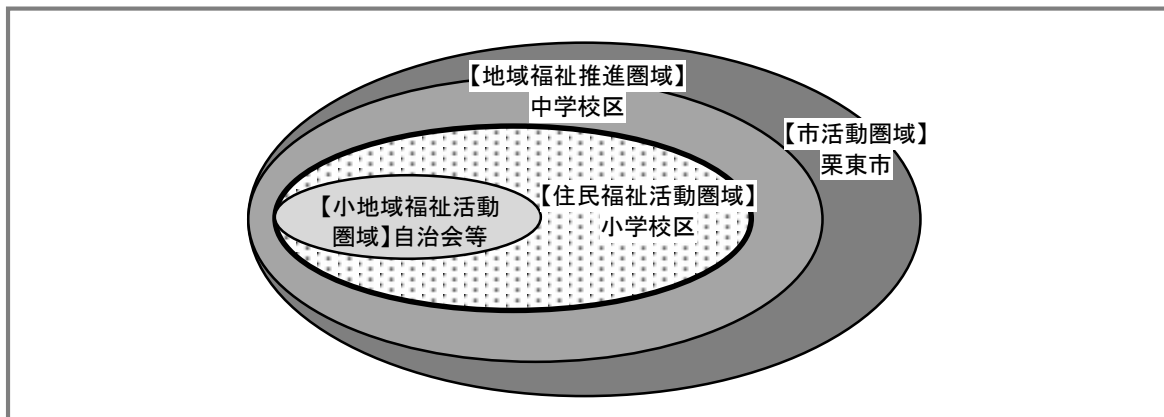 【地域福祉推進圏域】
中学校区
【市活動圏域】
栗東市
【住民福祉活動圏域】
小学校区
【小地域福祉活動
圏域】自治会等